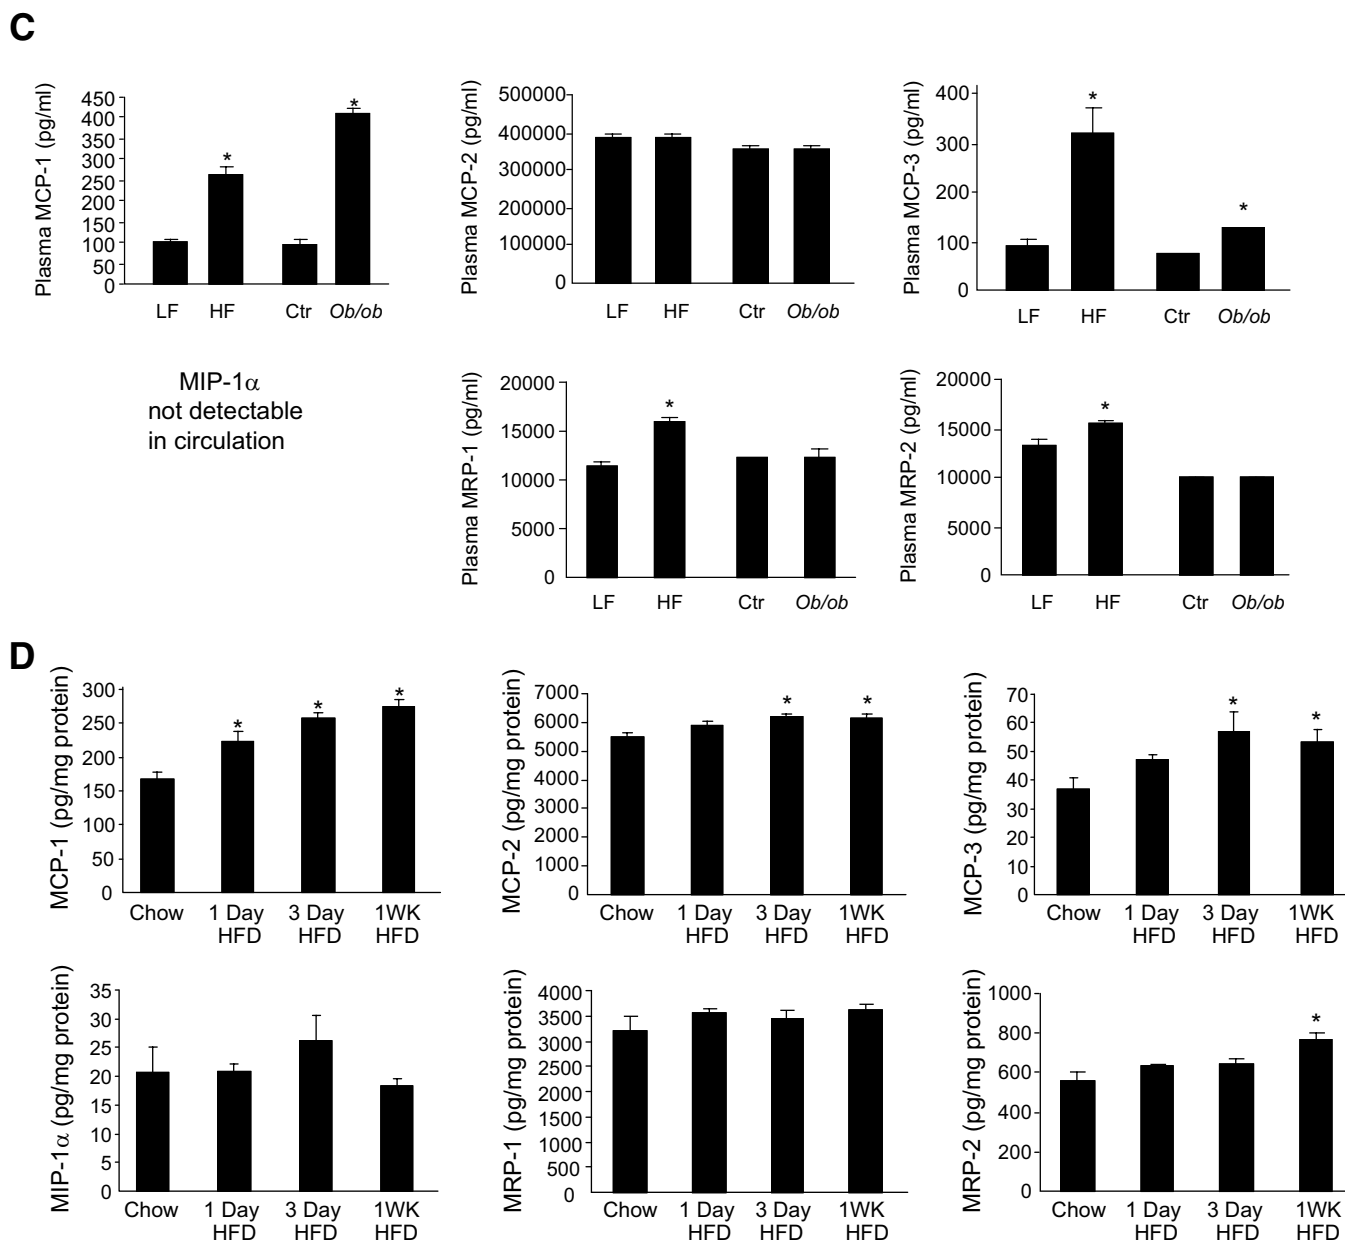 C
Plasma MCP-1 (pg/ml)
450
400
350
300
250
200
150
100
50
0
*
*
LF HF Ctr Ob/ob
Plasma MCP-2 (pg/ml)
500000
400000
300000
200000
100000
0
LF HF Ctr Ob/ob
Plasma MCP-3 (pg/ml)
400
300
200
100
0
*
*
LF HF Ctr Ob/ob
MIP-1α
not detectable
in circulation
Plasma MRP-1 (pg/ml)
20000
15000
10000
5000
0
*
LF HF Ctr Ob/ob
Plasma MRP-2 (pg/ml)
20000
15000
10000
5000
0
*
LF HF Ctr Ob/ob
D
MCP-1 (pg/mg protein)
300
250
200
150
100
50
0
*
*
*
Chow 1 Day 3 Day 1WK
HFD HFD HFD
MCP-2 (pg/mg protein)
7000
6000
5000
4000
3000
2000
1000
0
*
*
Chow 1 Day 3 Day 1WK
HFD HFD HFD
MCP-3 (pg/mg protein)
70
60
50
40
30
20
10
0
*
*
Chow 1 Day 3 Day 1WK
HFD HFD HFD
MIP-1α (pg/mg protein)
35
30
25
20
15
10
5
0
Chow 1 Day 3 Day 1WK
HFD HFD HFD
MRP-1 (pg/mg protein)
4000
3500
3000
2500
2000
1500
1000
500
0
Chow 1 Day 3 Day 1WK
HFD HFD HFD
MRP-2 (pg/mg protein)
1000
800
600
400
200
0
*
Chow 1 Day 3 Day 1WK
HFD HFD HFD